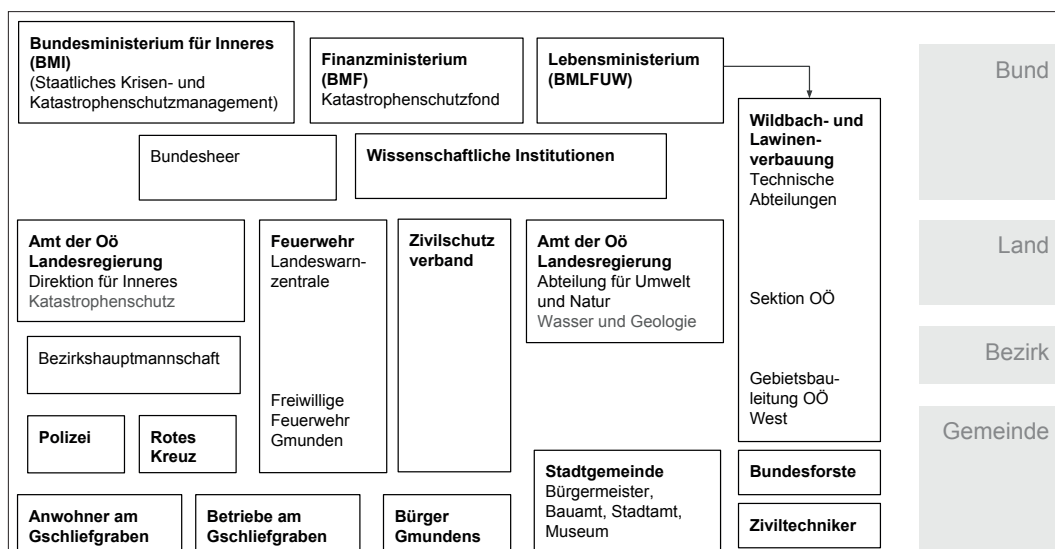 Bundesministerium für Inneres
(BMI)
(Staatliches Krisen- und
Katastrophenschutzmanagement)
Finanzministerium
(BMF)
Katastrophenschutzfond
Lebensministerium
(BMLFUW)
Bund
Wildbach- und
Lawinen-
verbauung
Technische
Abteilungen
Sektion OÖ
Gebietsbau-
leitung OÖ
West
Bundesheer
Wissenschaftliche Institutionen
Amt der Oö
Landesregierung
Direktion für Inneres
Katastrophenschutz
Feuerwehr
Landeswarn-
zentrale
Freiwillige
Feuerwehr
Gmunden
Zivilschutz
verband
Amt der Oö
Landesregierung
Abteilung für Umwelt
und Natur
Wasser und Geologie
Land
Bezirkshauptmannschaft
Bezirk
Polizei
Rotes
Kreuz
Gemeinde
Stadtgemeinde
Bürgermeister,
Bauamt, Stadtamt,
Museum
Bundesforste
Anwohner am
Gschliefgraben
Betriebe am
Gschliefgraben
Bürger
Gmundens
Ziviltechniker